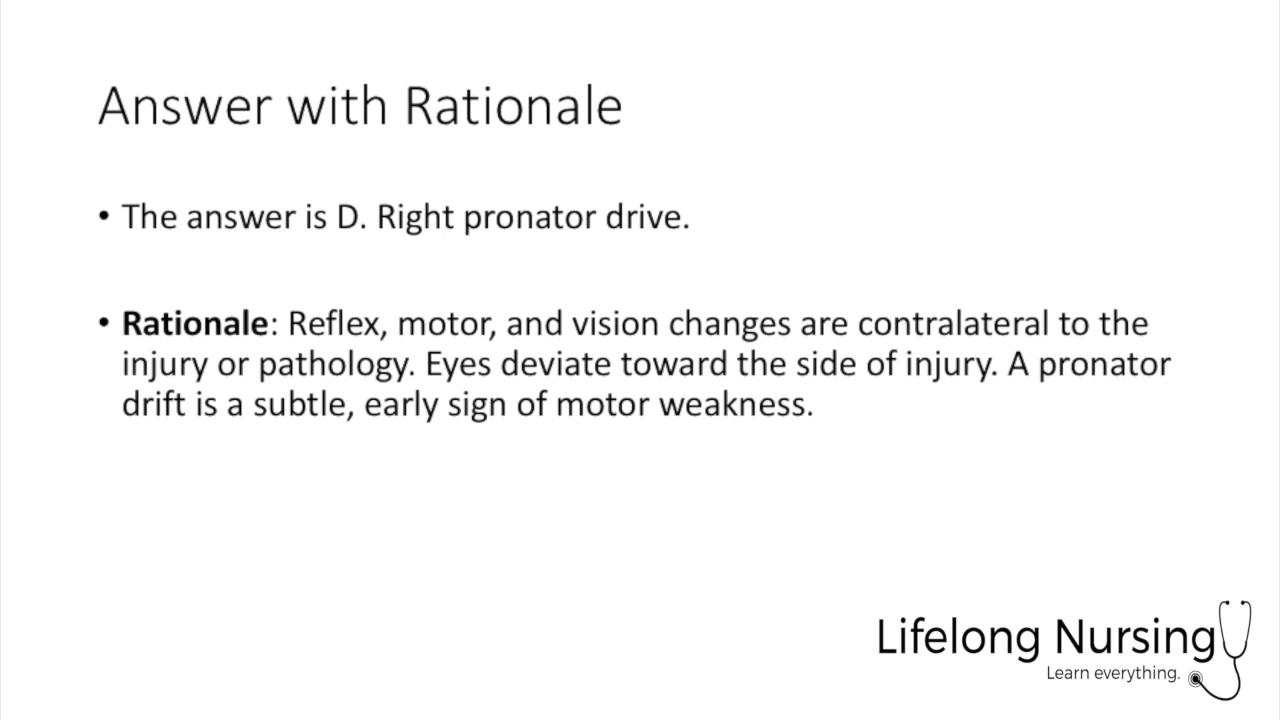 Answer with Rationale
• The answer is D. Right pronator drive.
• Rationale: Reflex, motor, and vision changes are contralateral to the
injury or pathology. Eyes deviate toward the side of injury. A pronator
drift is a subtle, early sign of motor weakness.
Lifelong Nursing
Learn everything.